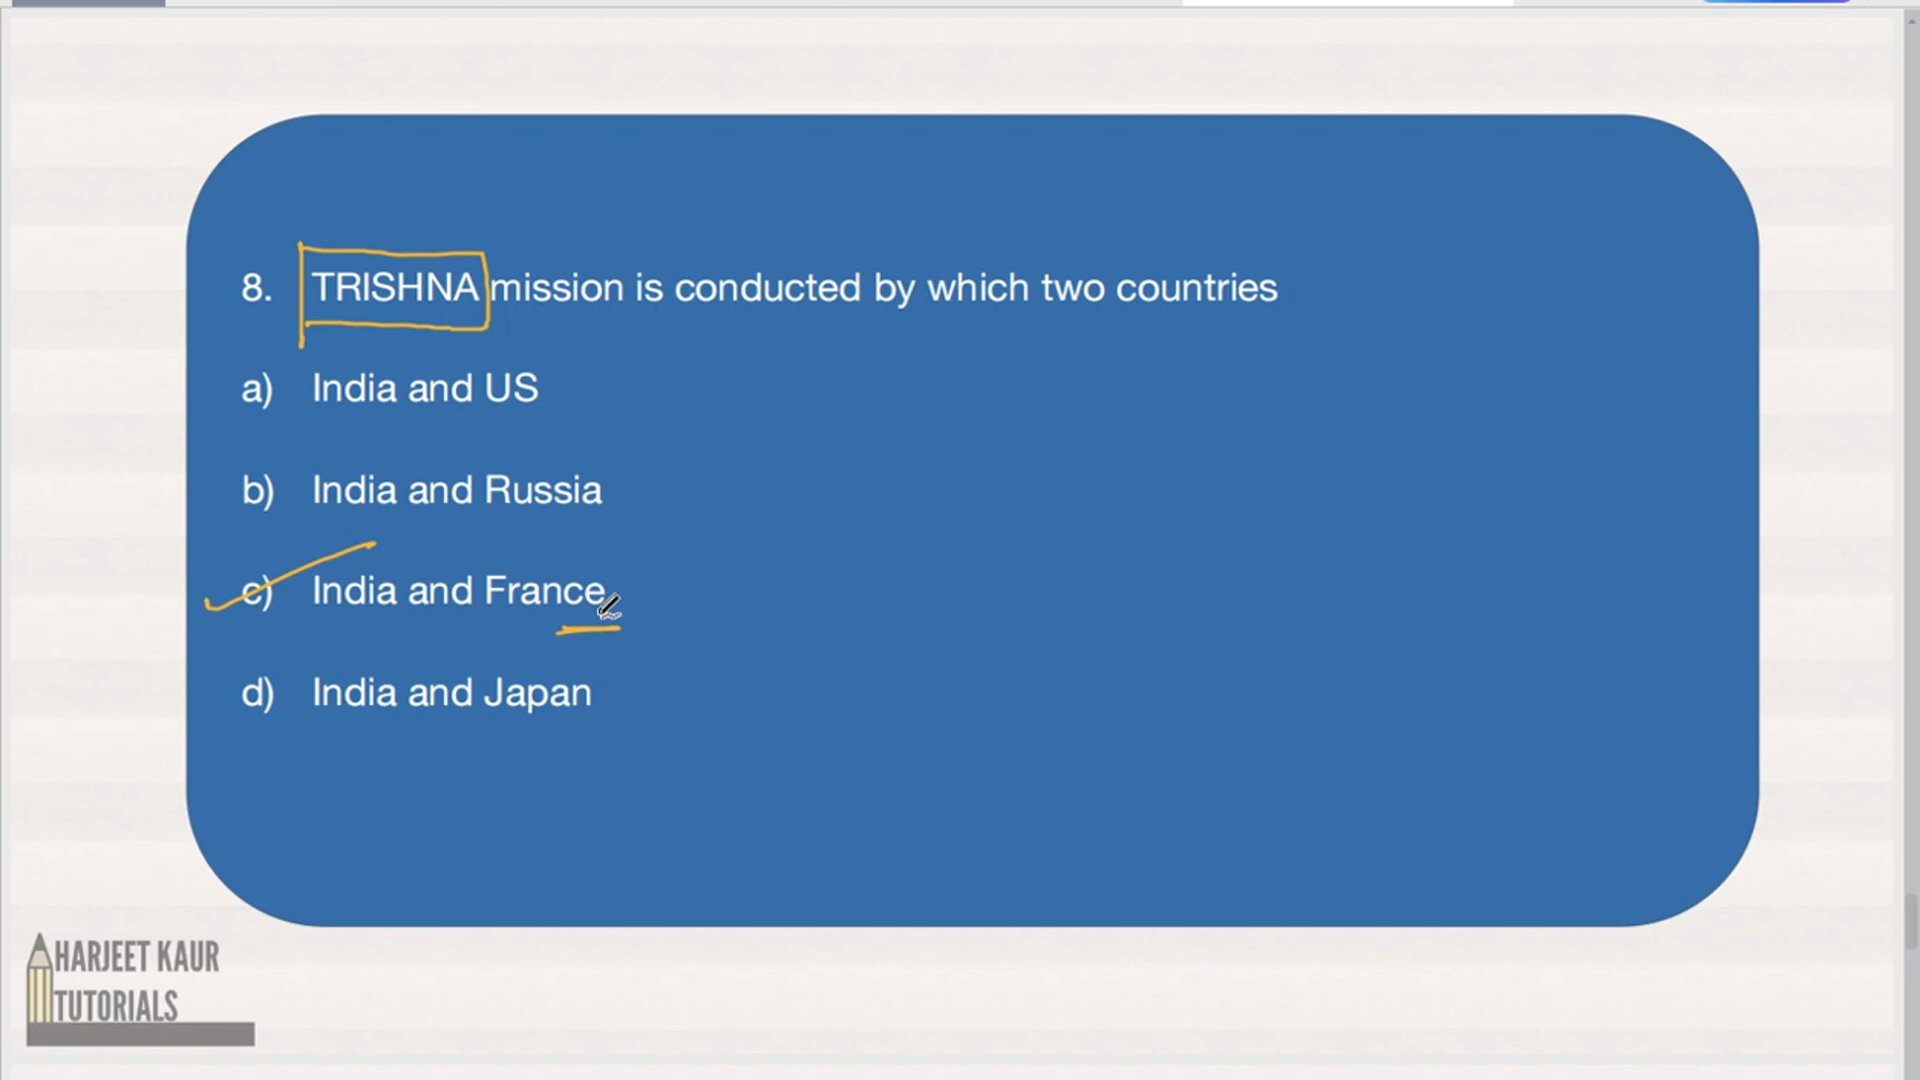 8. TRISHNA mission is conducted by which two countries
a) India and US
b) India and Russia
c) India and France
d) India and Japan
HARJEET KAUR
TUTORIALS